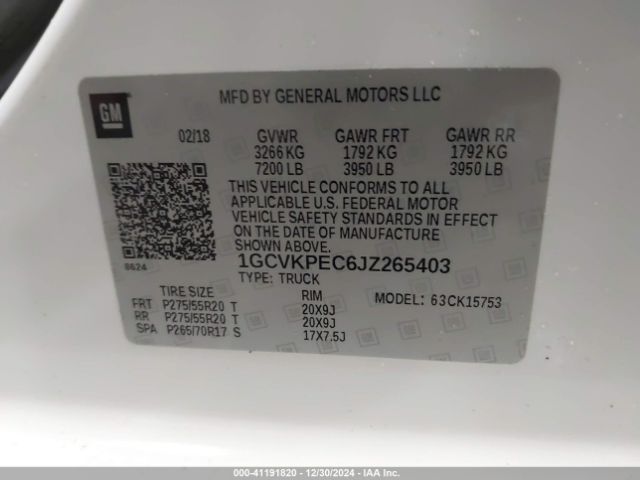 GM
MFD BY GENERAL MOTORS LLC
02/18 GVWR GAWR FRT GAWR RR
3266 KG 1792 KG 1792 KG
7200 LB 3950 LB 3950 LB
THIS VEHICLE CONFORMS TO ALL
APPLICABLE U.S. FEDERAL MOTOR
VEHICLE SAFETY STANDARDS IN EFFECT
ON THE DATE OF MANUFACTURE
SHOWN ABOVE.
8624
1GCVKPEC6JZ265403
TYPE: TRUCK
TIRE SIZE RIM MODEL: 63CK15753
FRT P275/55R20 T 20X9J
RR P275/55R20 T 20X9J
SPA P265/70R17 S 17X7.5J
000-41191820 - 12/30/2024 - IAA Inc.